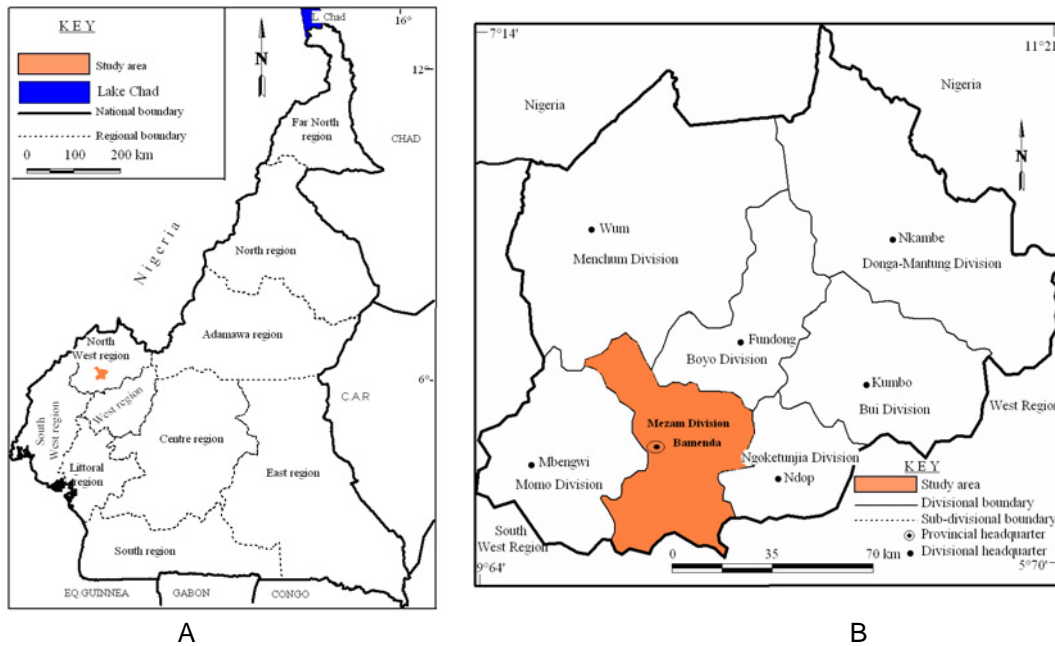 KEY
Study area
Lake Chad
National boundary
Regional boundary
0 100 200 km
N
L. Chad
16°
12°
Far North
region
CHAD
Nigeria
North region
Adamawa region
North
West region
6°
C.A.R
West region
South
West region
Centre region
Littoral
region
East region
South region
EQ.GUINNEA
GABON
CONGO
A
7°14'
11°21
Nigeria
Nigeria
N
Wum
Menchum Division
Nkambe
Donga-Mantung Division
Fundong
Boyo Division
Kumbo
Bui Division
West Region
Mezam Division
Bamenda
Mbengwi
Momo Division
Ngoketunjia Division
Ndop
South
West Region
KEY
Study area
Divisional boundary
Sub-divisional boundary
Provincial headquarter
Divisional headquarter
0 35 70 km
9°64'
5°70'
B